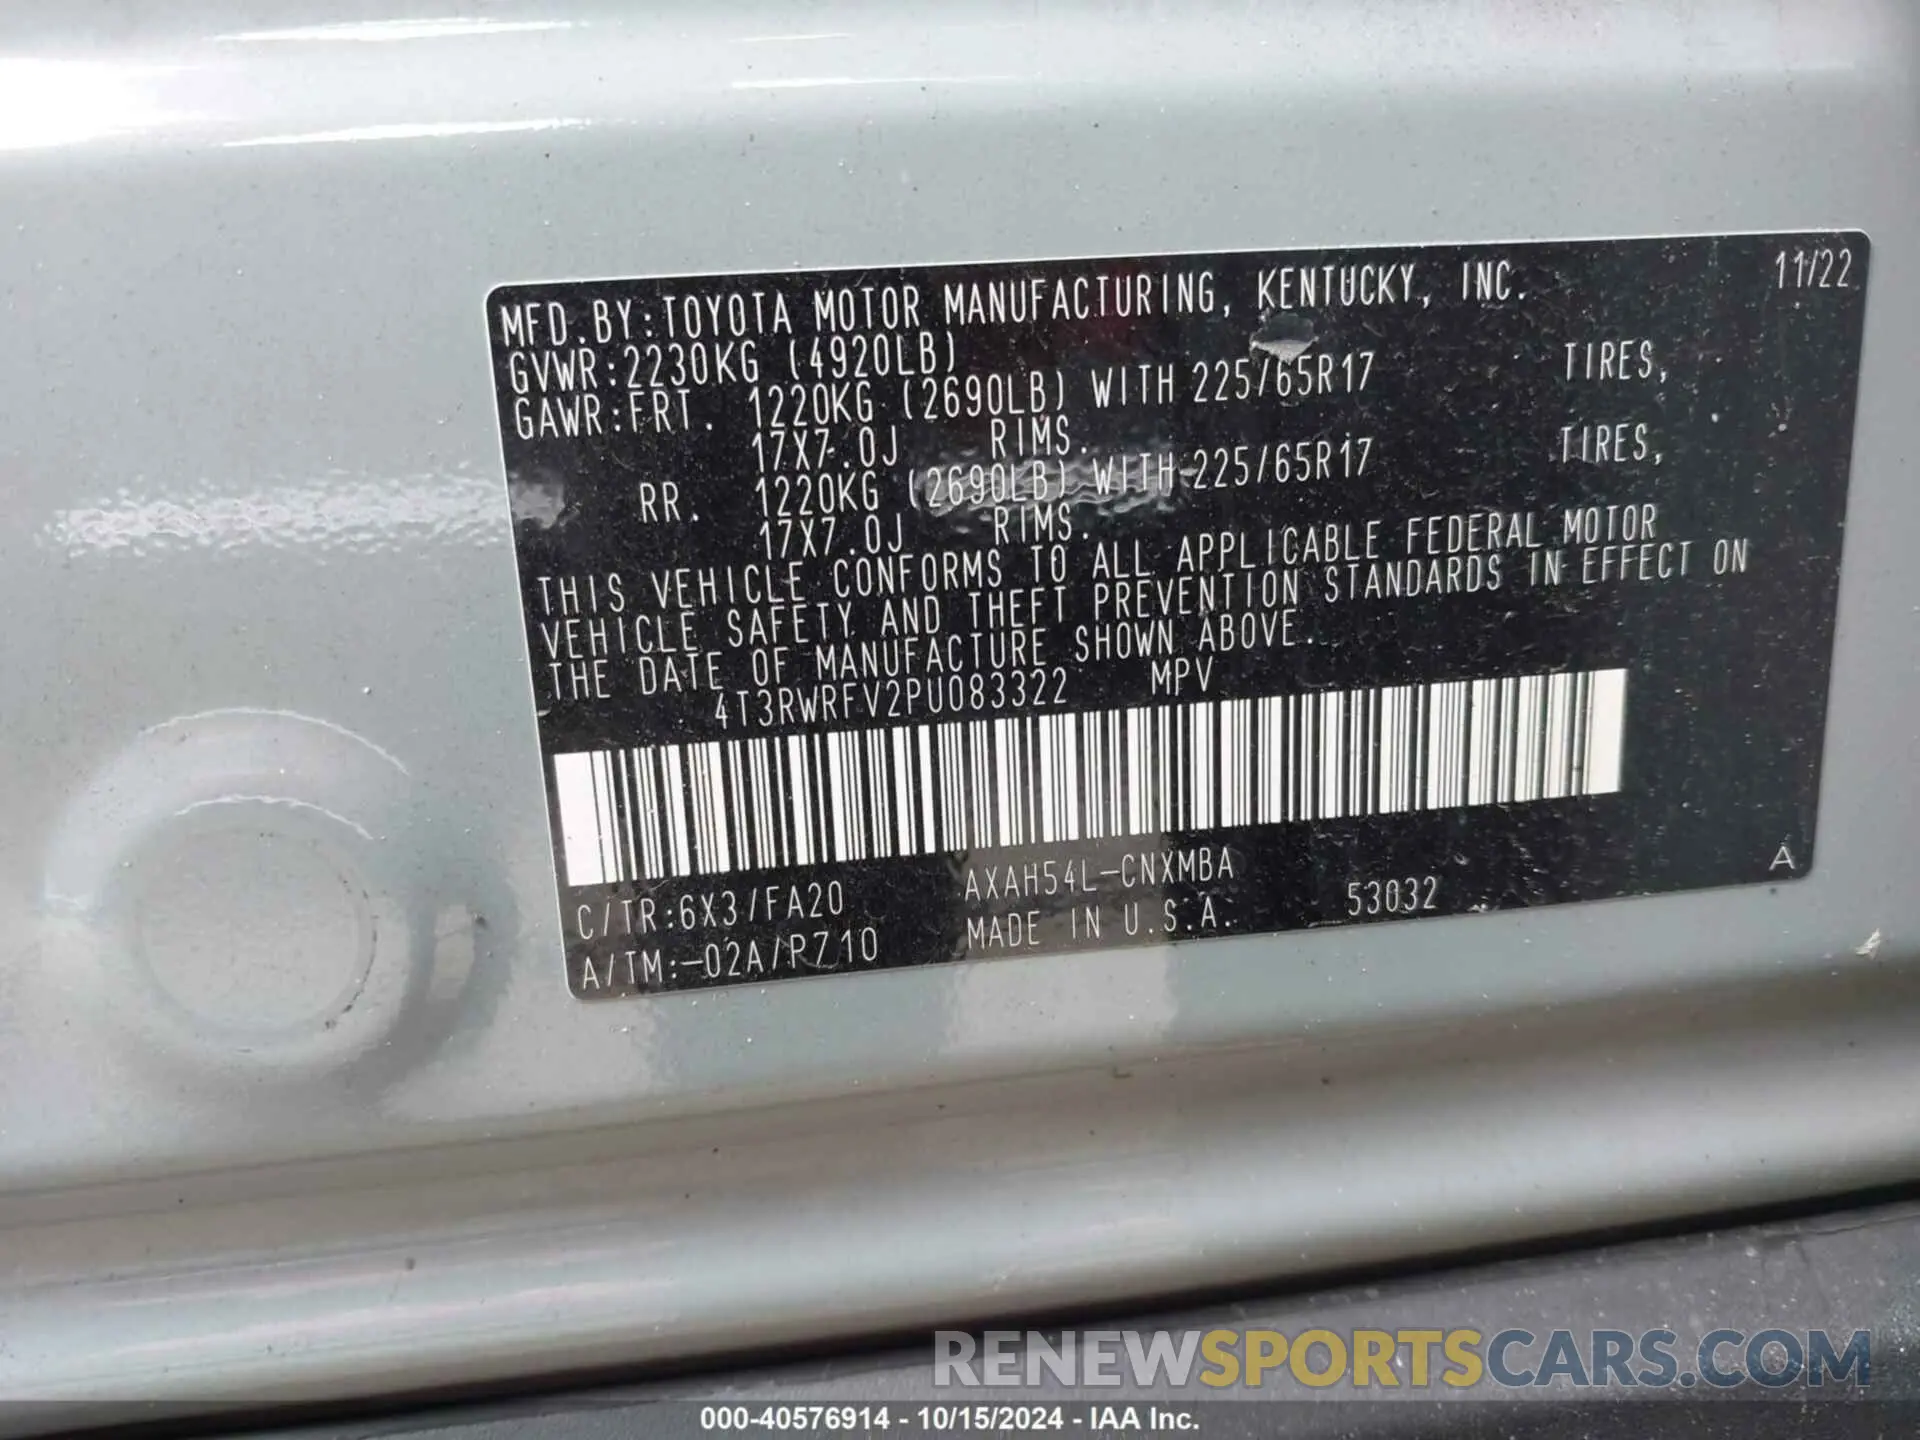 MFD. BY: TOYOTA MOTOR MANUFACTURING, KENTUCKY, INC. 11/22
GVWR: 2230KG (4920LB)
GAWR: FRT. 1220KG (2690LB) WITH 225/65R17 TIRES,
17X7.0J RIMS.
RR. 1220KG (2690LB) WITH 225/65R17 TIRES,
17X7.0J RIMS.
THIS VEHICLE CONFORMS TO ALL APPLICABLE FEDERAL MOTOR
VEHICLE SAFETY AND THEFT PREVENTION STANDARDS IN EFFECT ON
THE DATE OF MANUFACTURE SHOWN ABOVE.
4T3RWRFV2PU083322 MPV
C/TR: 6X3/FA20 AXAH54L-CNXMBA A
A/TM: -02A/P710 MADE IN U.S.A. 53032
RENEWSPORTSCARS.COM
000-40576914 - 10/15/2024 - IAA Inc.